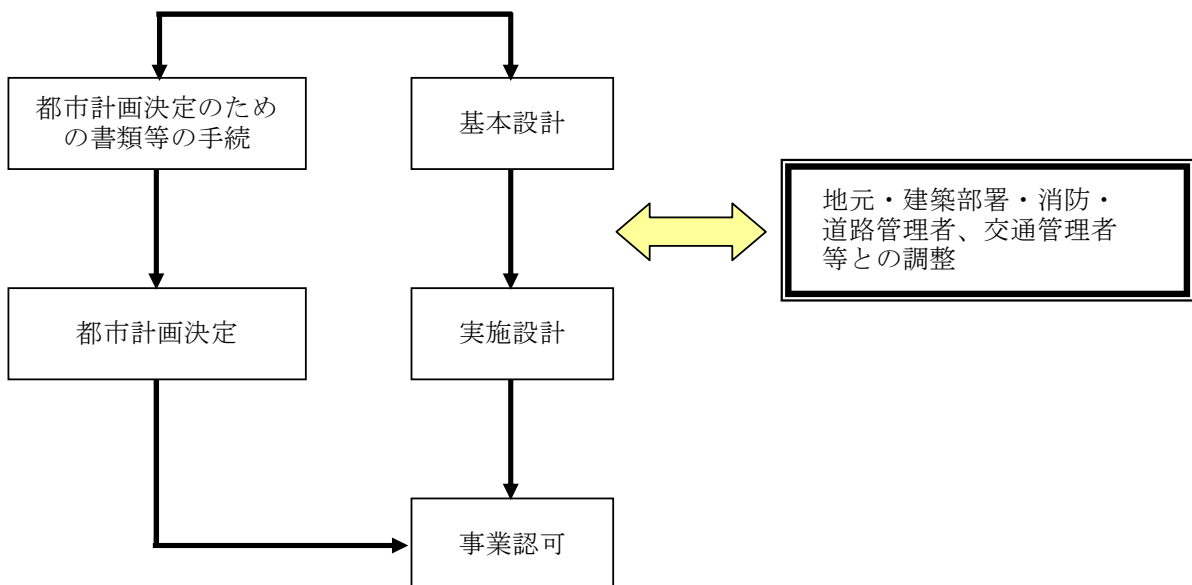 都市計画決定のため
の書類等の手続
基本設計
地元・建築部署・消防・
道路管理者、交通管理者
等との調整
都市計画決定
実施設計
事業認可